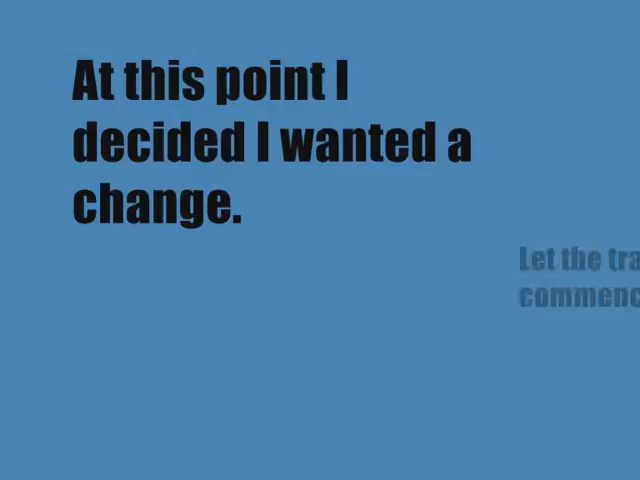 At this point I
decided I wanted a
change.
Let the